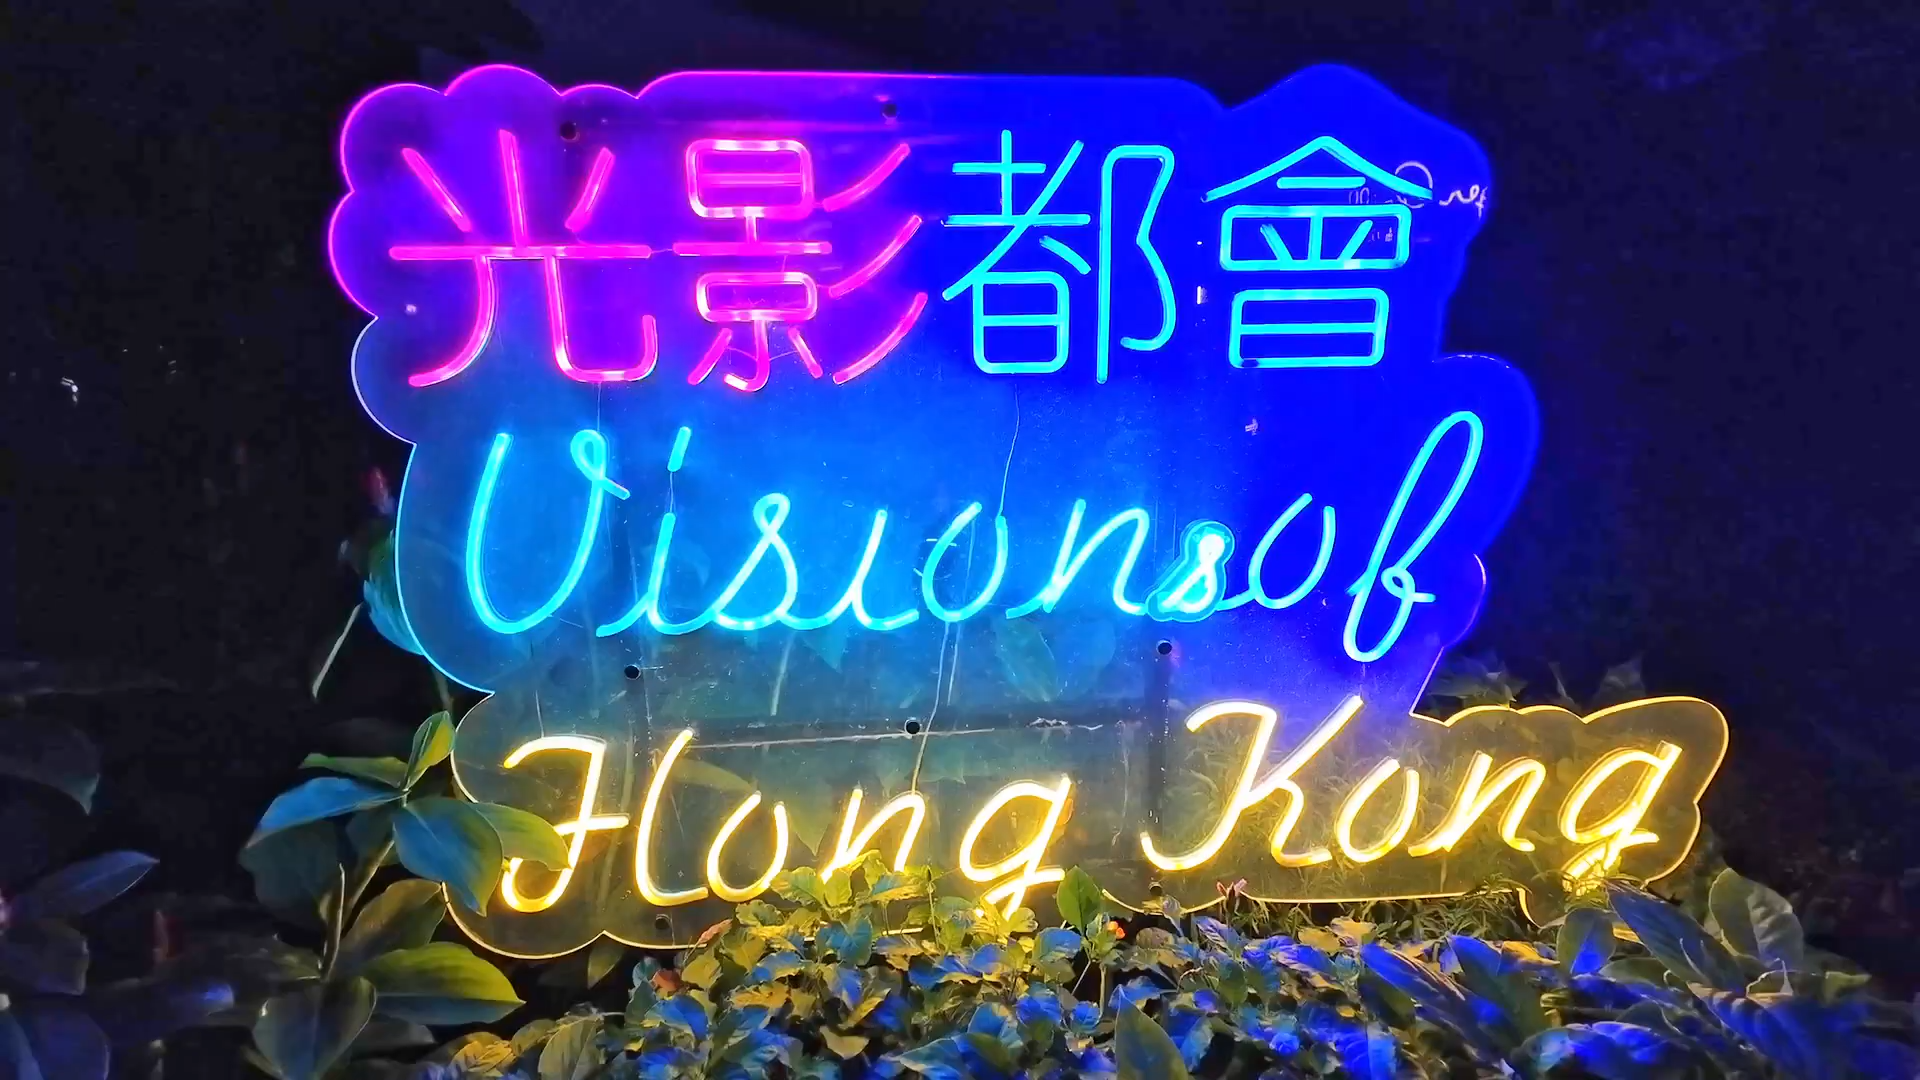 光影都會
Visions of
Hong Kong